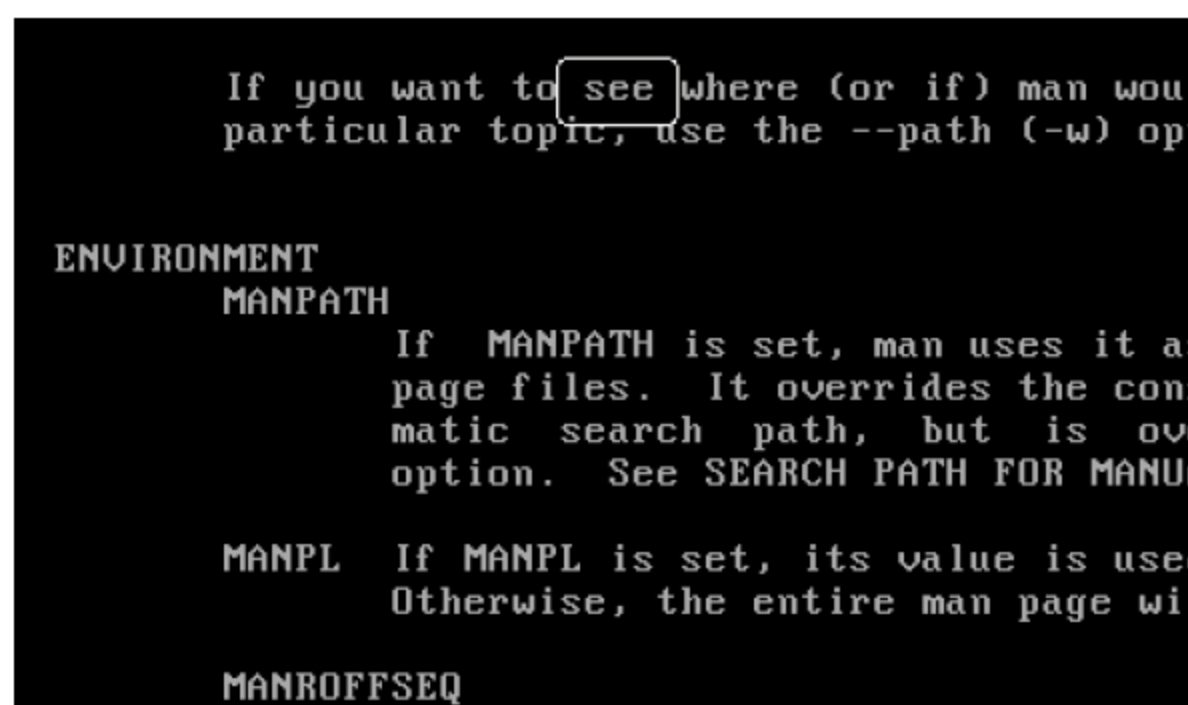 If you want to see where (or if) man wou
particular topic, use the --path (-w) op
ENVIRONMENT
MANPATH
If  MANPATH is set, man uses it a
page files.  It overrides the con
matic  search  path,  but  is  ov
option.  See SEARCH PATH FOR MANU
MANPL  If MANPL is set, its value is use
Otherwise, the entire man page wi
MANROFFSEQ